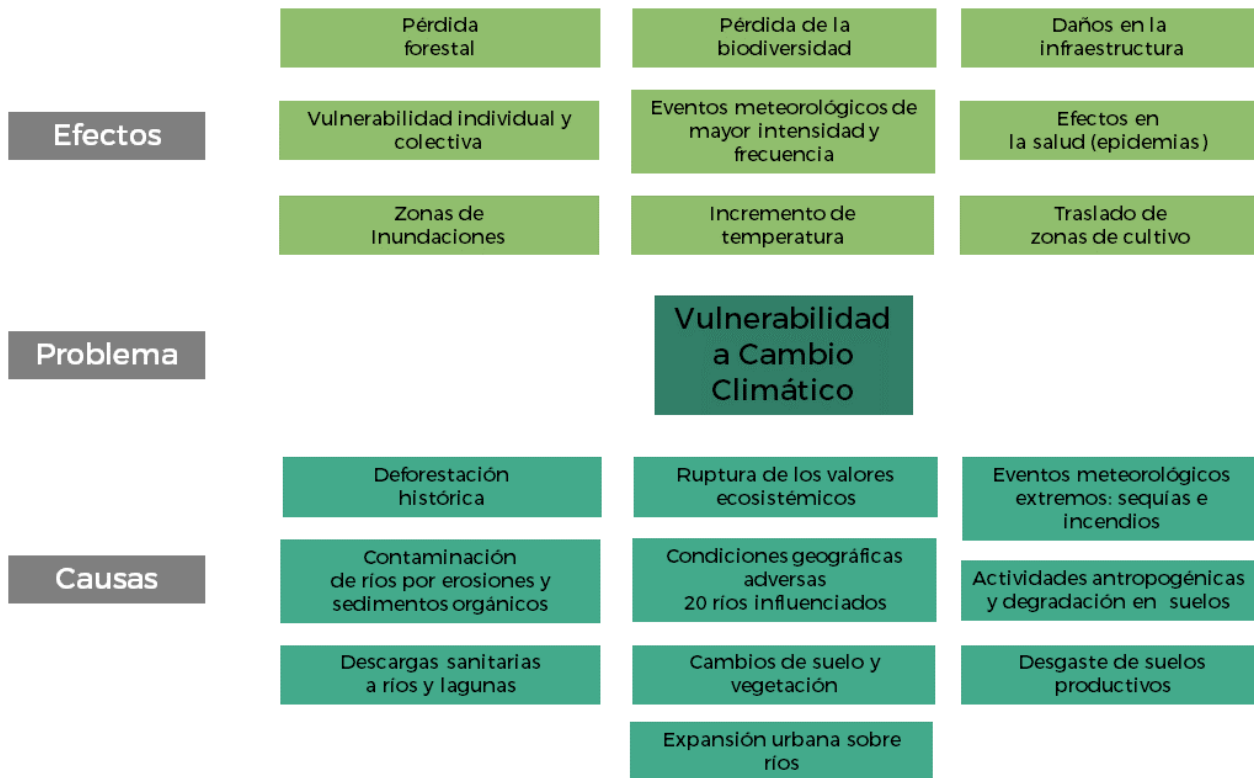 Pérdida
forestal
Pérdida de la
biodiversidad
Daños en la
infraestructura
Efectos
Vulnerabilidad individual y
colectiva
Eventos meteorológicos de
mayor intensidad y
frecuencia
Efectos en
la salud (epidemias)
Zonas de
Inundaciones
Incremento de
temperatura
Traslado de
zonas de cultivo
Problema
Vulnerabilidad
a Cambio
Climático
Deforestación
histórica
Ruptura de los valores
ecosistémicos
Eventos meteorológicos
extremos: sequías e
incendios
Causas
Contaminación
de ríos por erosiones y
sedimentos orgánicos
Condiciones geográficas
adversas
20 ríos influenciados
Actividades antropogénicas
y degradación en suelos
Descargas sanitarias
a ríos y lagunas
Cambios de suelo y
vegetación
Desgaste de suelos
productivos
Expansión urbana sobre
ríos